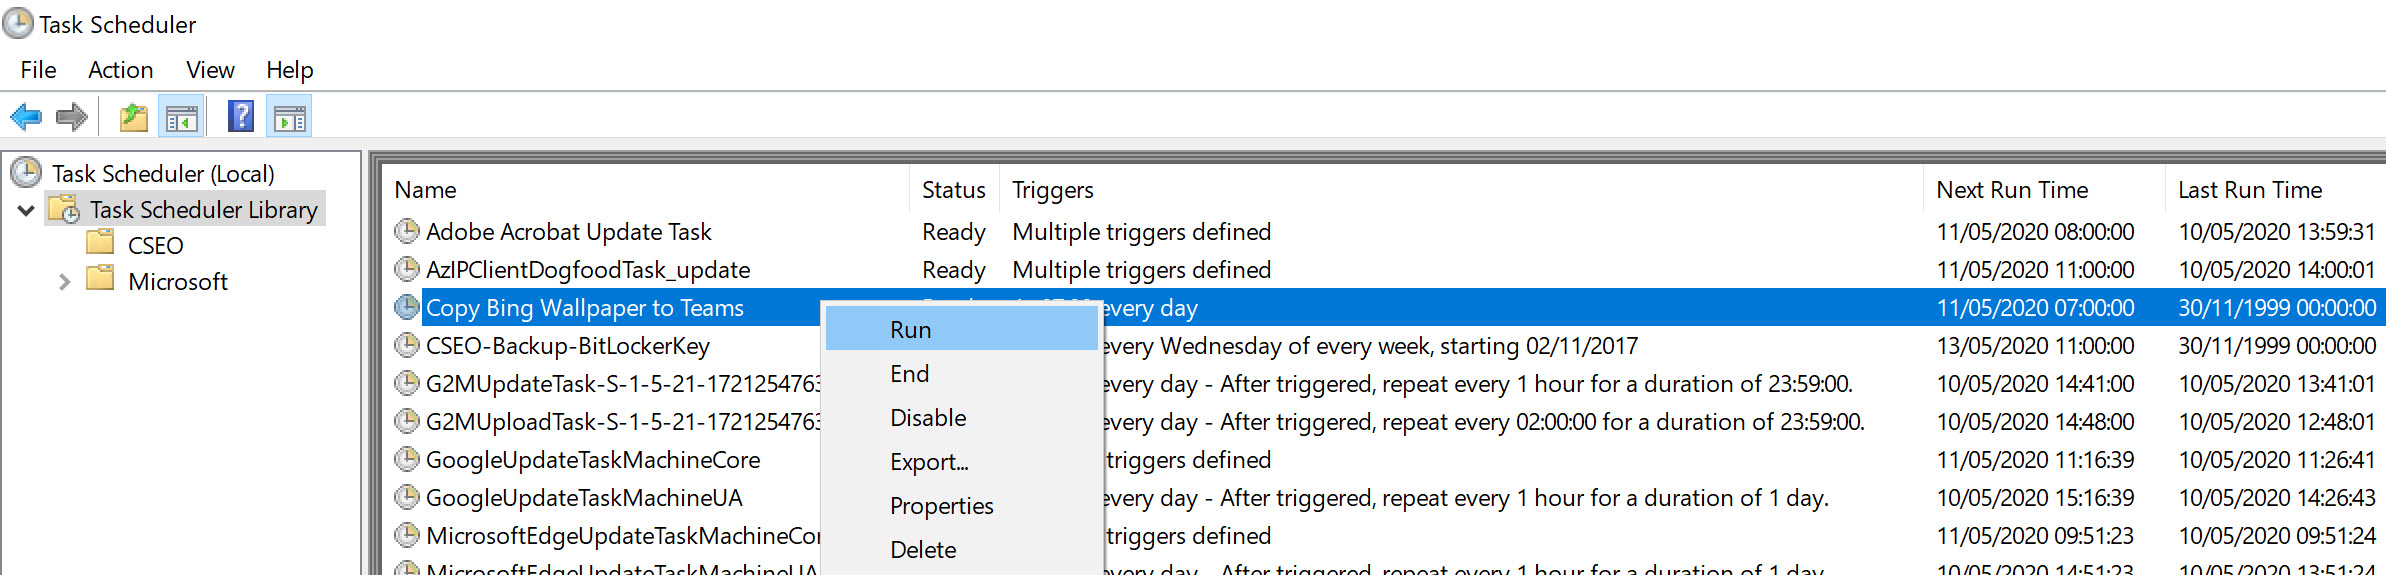 Task Scheduler
File Action View Help
Task Scheduler (Local)
Task Scheduler Library
CSEO
Microsoft
Name Status Triggers Next Run Time Last Run Time
Adobe Acrobat Update Task Ready Multiple triggers defined 11/05/2020 08:00:00 10/05/2020 13:59:31
AzIPClientDogfoodTask_update Ready Multiple triggers defined 11/05/2020 11:00:00 10/05/2020 14:00:01
Copy Bing Wallpaper to Teams every day 11/05/2020 07:00:00 30/11/1999 00:00:00
CSEO-Backup-BitLockerKey every Wednesday of every week, starting 02/11/2017 13/05/2020 11:00:00 30/11/1999 00:00:00
G2MUpdateTask-S-1-5-21-1721254763 every day - After triggered, repeat every 1 hour for a duration of 23:59:00. 10/05/2020 14:41:00 10/05/2020 13:41:01
G2MUploadTask-S-1-5-21-1721254763 every day - After triggered, repeat every 02:00:00 for a duration of 23:59:00. 10/05/2020 14:48:00 10/05/2020 12:48:01
GoogleUpdateTaskMachineCore triggers defined 11/05/2020 11:16:39 10/05/2020 11:26:41
GoogleUpdateTaskMachineUA every day - After triggered, repeat every 1 hour for a duration of 1 day. 10/05/2020 15:16:39 10/05/2020 14:26:43
MicrosoftEdgeUpdateTaskMachineCor triggers defined 11/05/2020 09:51:23 10/05/2020 09:51:24
MicrosoftEdgeUpdateTaskMachineUA every day - After triggered, repeat every 1 hour for a duration of 1 day. 10/05/2020 14:51:23 10/05/2020 13:51:24
Run
End
Disable
Export...
Properties
Delete